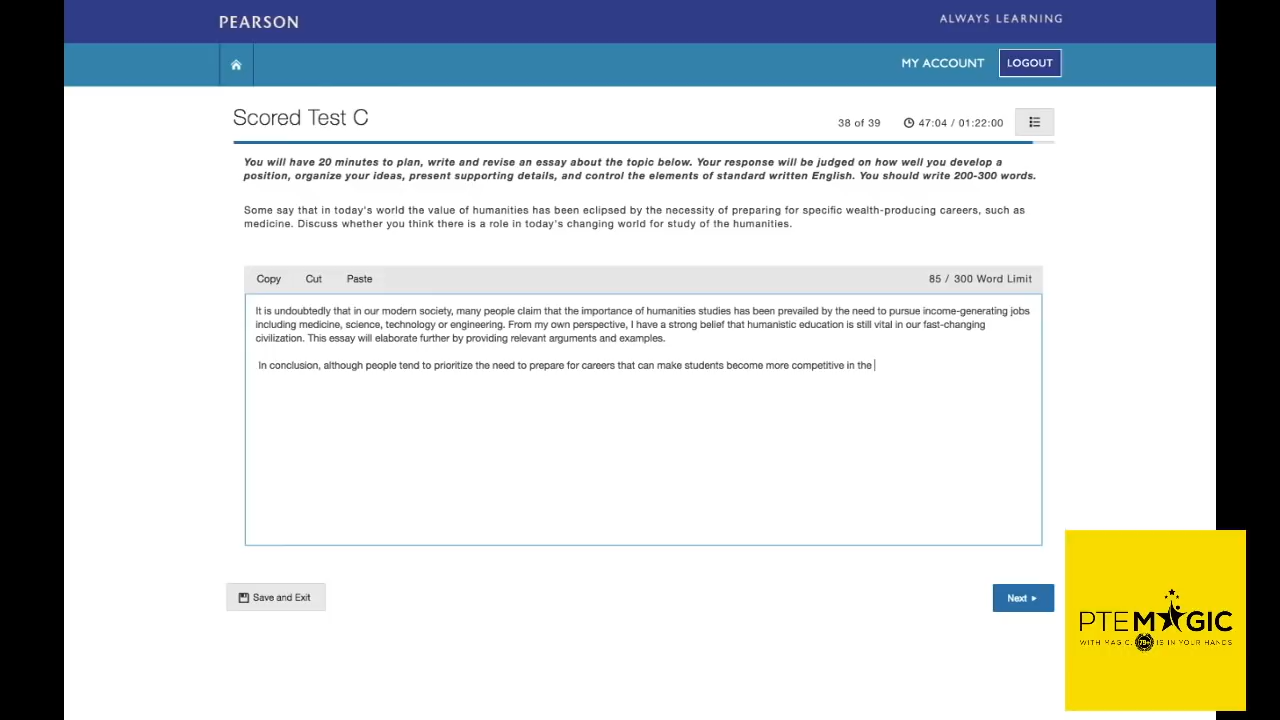 PEARSON
ALWAYS LEARNING
MY ACCOUNT
LOGOUT
Scored Test C
38 of 39
47:04 / 01:22:00
You will have 20 minutes to plan, write and revise an essay about the topic below. Your response will be judged on how well you develop a
position, organize your ideas, present supporting details, and control the elements of standard written English. You should write 200-300 words.
Some say that in today's world the value of humanities has been eclipsed by the necessity of preparing for specific wealth-producing careers, such as
medicine. Discuss whether you think there is a role in today's changing world for study of the humanities.
Copy Cut Paste
85 / 300 Word Limit
It is undoubtedly that in our modern society, many people claim that the importance of humanities studies has been prevailed by the need to pursue income-generating jobs
including medicine, science, technology or engineering. From my own perspective, I have a strong belief that humanistic education is still vital in our fast-changing
civilization. This essay will elaborate further by providing relevant arguments and examples.
In conclusion, although people tend to prioritize the need to prepare for careers that can make students become more competitive in the
Save and Exit
Next
PTEMAGIC
WITH MAGIC, 79+ IS IN YOUR HANDS